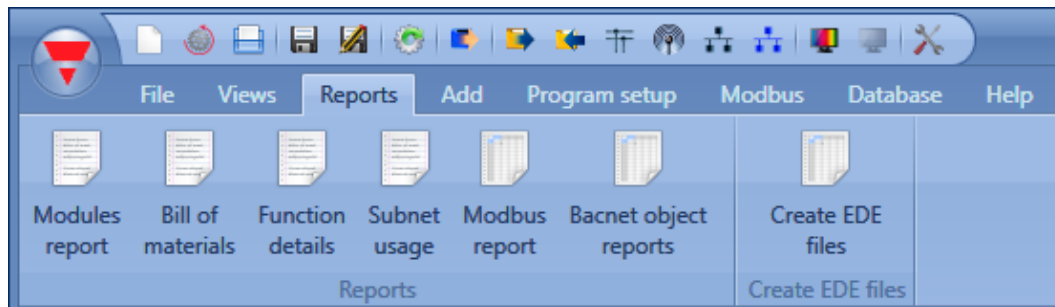 File Views Reports Add Program setup Modbus Database Help
Modules report
Bill of materials
Function details
Subnet usage
Modbus report
Bacnet object reports
Create EDE files
Reports
Create EDE files